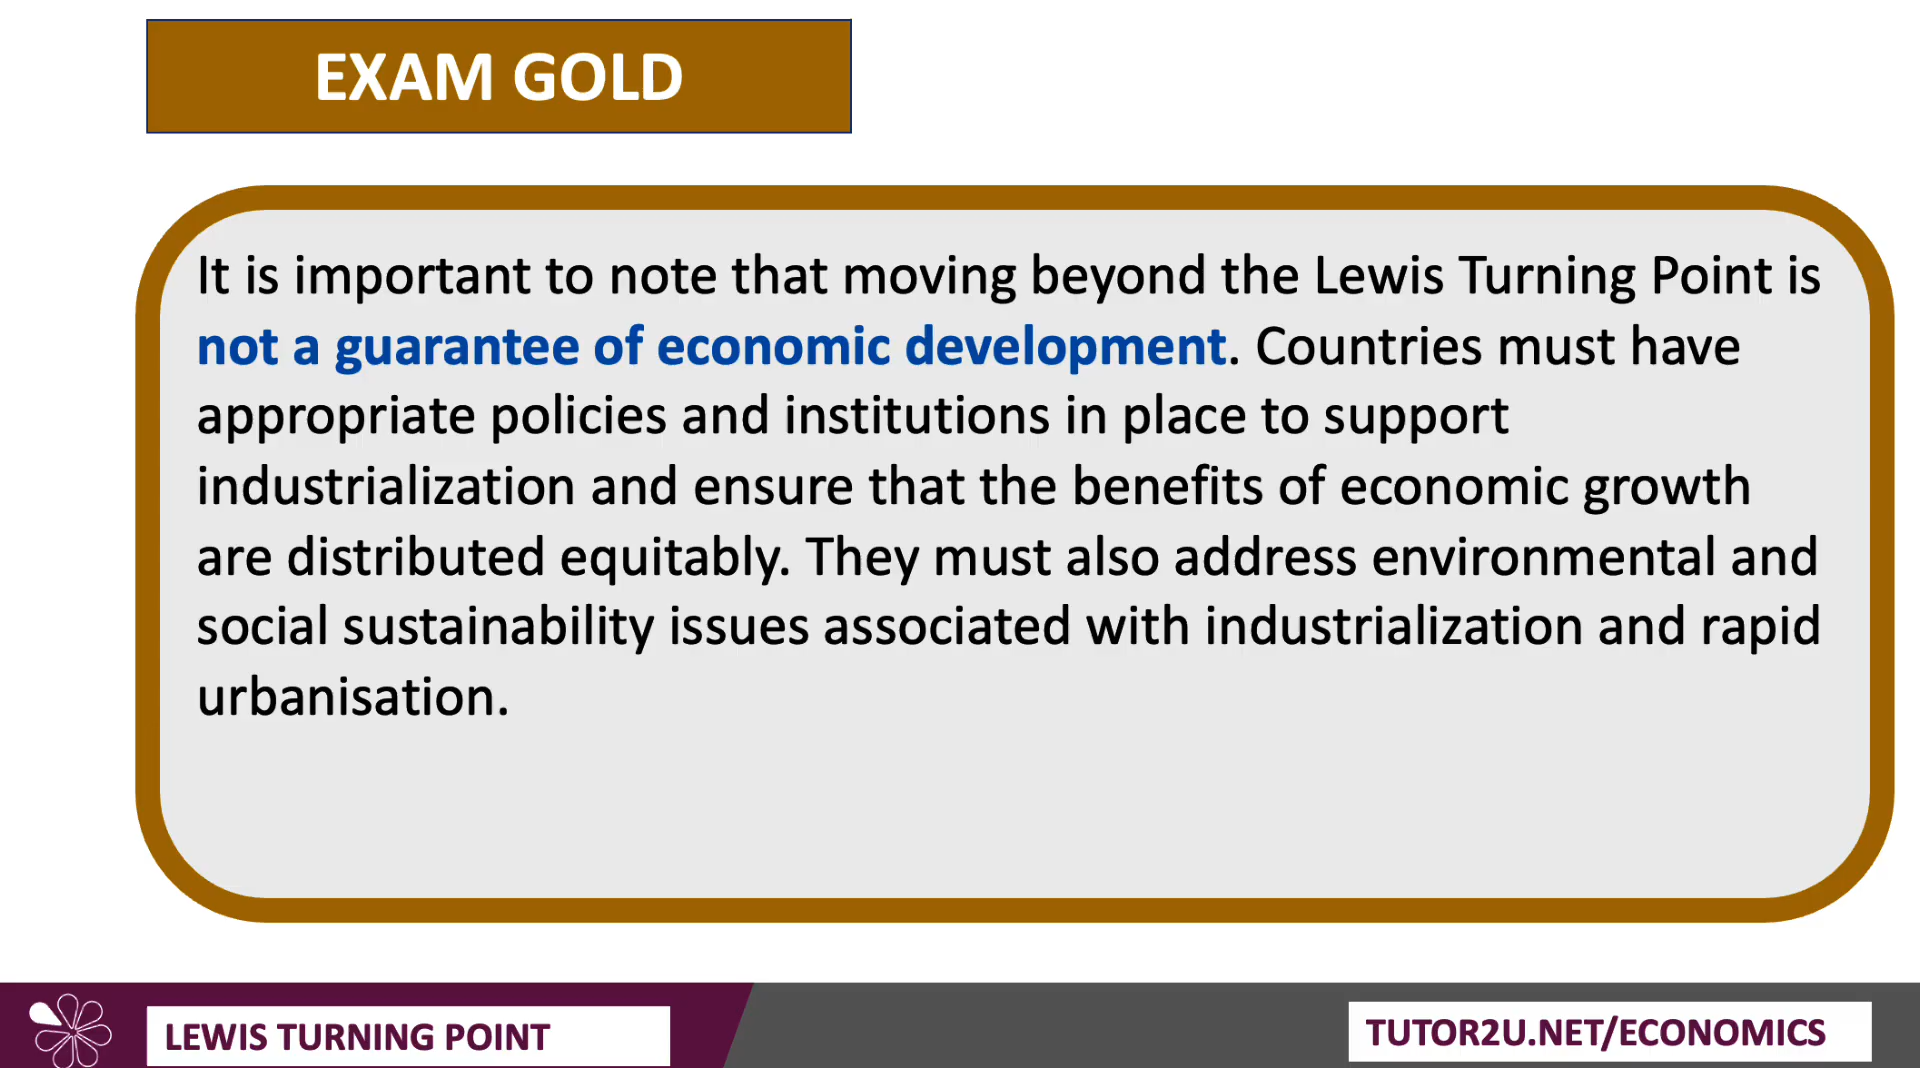 EXAM GOLD
It is important to note that moving beyond the Lewis Turning Point is
not a guarantee of economic development. Countries must have
appropriate policies and institutions in place to support
industrialization and ensure that the benefits of economic growth
are distributed equitably. They must also address environmental and
social sustainability issues associated with industrialization and rapid
urbanisation.
LEWIS TURNING POINT
TUTOR2U.NET/ECONOMICS